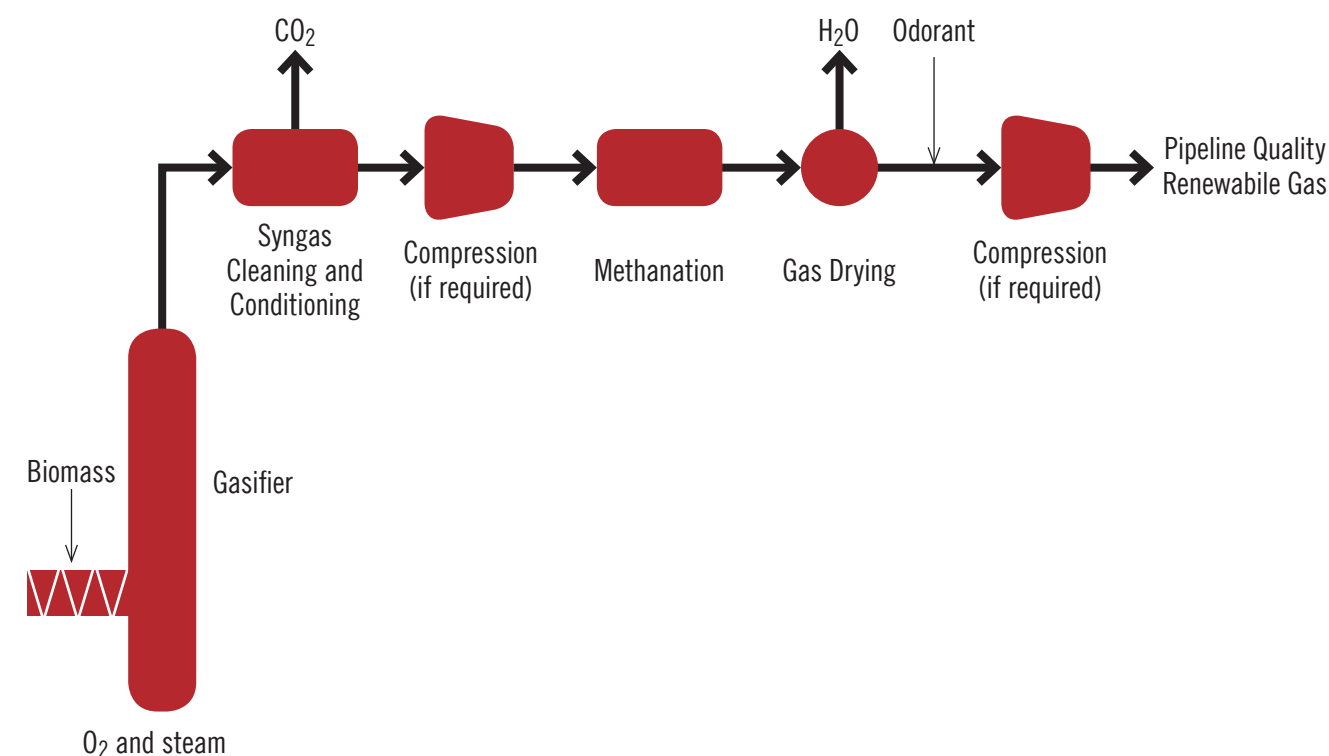 CO₂
H₂O
Odorant
Pipeline Quality
Renewabile Gas
Syngas
Cleaning and
Conditioning
Compression
(if required)
Methanation
Gas Drying
Compression
(if required)
Biomass
Gasifier
O₂ and steam